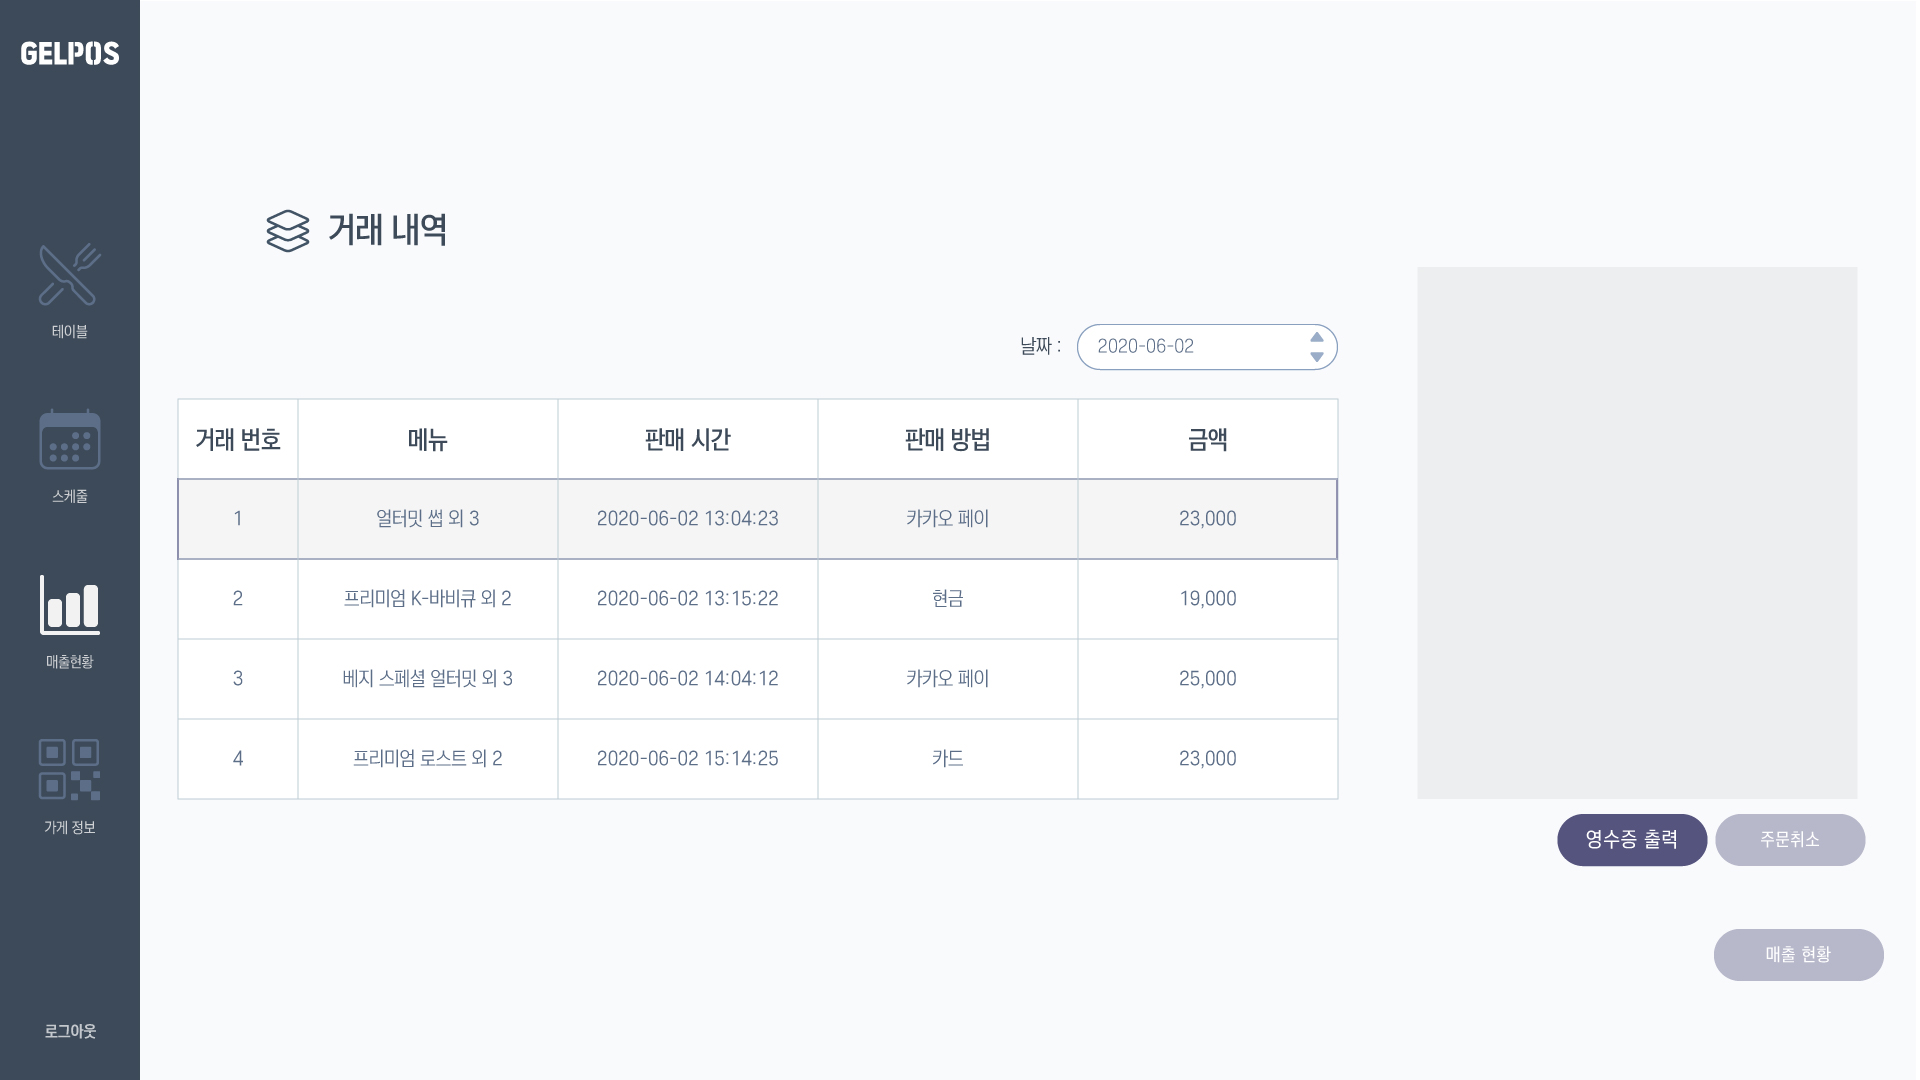 GELPOS
테이블
스케줄
매출현황
가게 정보
로그아웃
거래 내역
날짜 : 2020-06-02
거래 번호 메뉴 판매 시간 판매 방법 금액
1 얼터밋 썹 외 3 2020-06-02 13:04:23 카카오 페이 23,000
2 프리미엄 K-바비큐 외 2 2020-06-02 13:15:22 현금 19,000
3 베지 스페셜 얼터밋 외 3 2020-06-02 14:04:12 카카오 페이 25,000
4 프리미엄 로스트 외 2 2020-06-02 15:14:25 카드 23,000
영수증 출력 주문취소
매출 현황